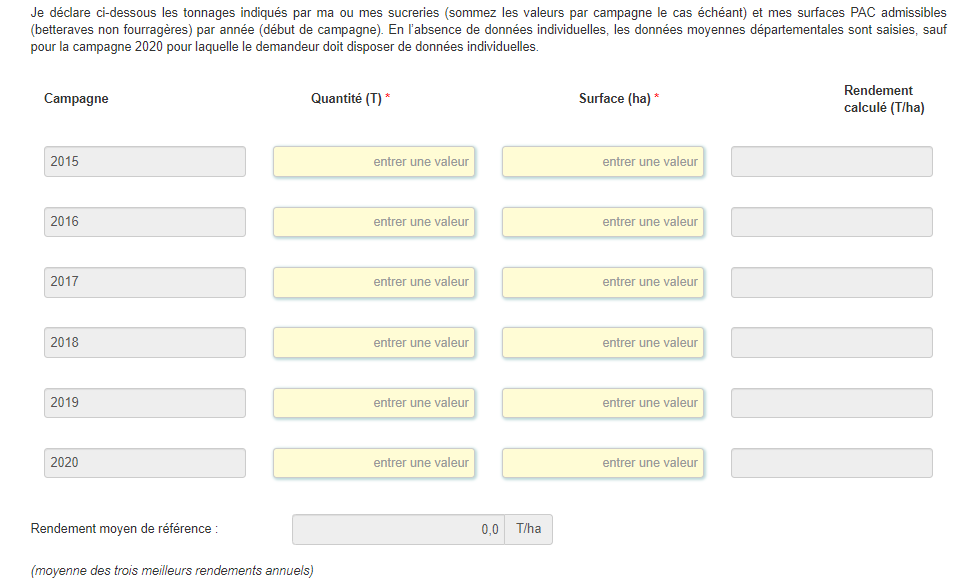 Je déclare ci-dessous les tonnages indiqués par ma ou mes sucreries (sommez les valeurs par campagne le cas échéant) et mes surfaces PAC admissibles
(betteraves non fourragères) par année (début de campagne). En l'absence de données individuelles, les données moyennes départementales sont saisies, sauf
pour la campagne 2020 pour laquelle le demandeur doit disposer de données individuelles.
Campagne Quantité (T) * Surface (ha) * Rendement
calculé (T/ha)
2015 entrer une valeur entrer une valeur
2016 entrer une valeur entrer une valeur
2017 entrer une valeur entrer une valeur
2018 entrer une valeur entrer une valeur
2019 entrer une valeur entrer une valeur
2020 entrer une valeur entrer une valeur
Rendement moyen de référence : 0,0 T/ha
(moyenne des trois meilleurs rendements annuels)